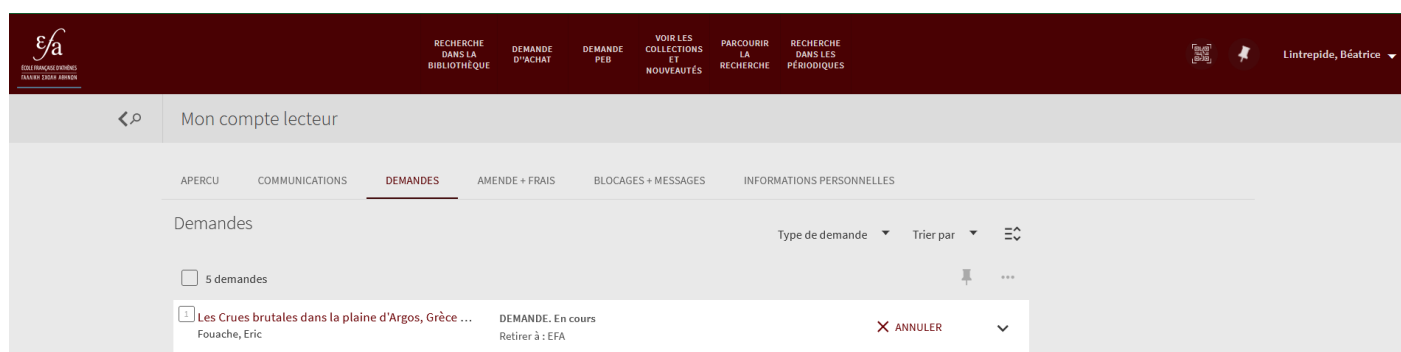 εfa
ÉCOLE FRANÇAISE D'ATHÈNES
ΓΑΛΛΙΚΗ ΣΧΟΛΗ ΑΘΗΝΩΝ
RECHERCHE
DANS LA
BIBLIOTHÈQUE
DEMANDE
D''ACHAT
DEMANDE
PEB
VOIR LES
COLLECTIONS
ET
NOUVEAUTÉS
PARCOURIR
LA
RECHERCHE
RECHERCHE
DANS LES
PÉRIODIQUES
Lintrepide, Béatrice
Mon compte lecteur
APERCU
COMMUNICATIONS
DEMANDES
AMENDE + FRAIS
BLOCAGES + MESSAGES
INFORMATIONS PERSONNELLES
Demandes
Type de demande
Trier par
5 demandes
1
Les Crues brutales dans la plaine d'Argos, Grèce ...
Fouache, Eric
DEMANDE. En cours
Retirer à : EFA
ANNULER